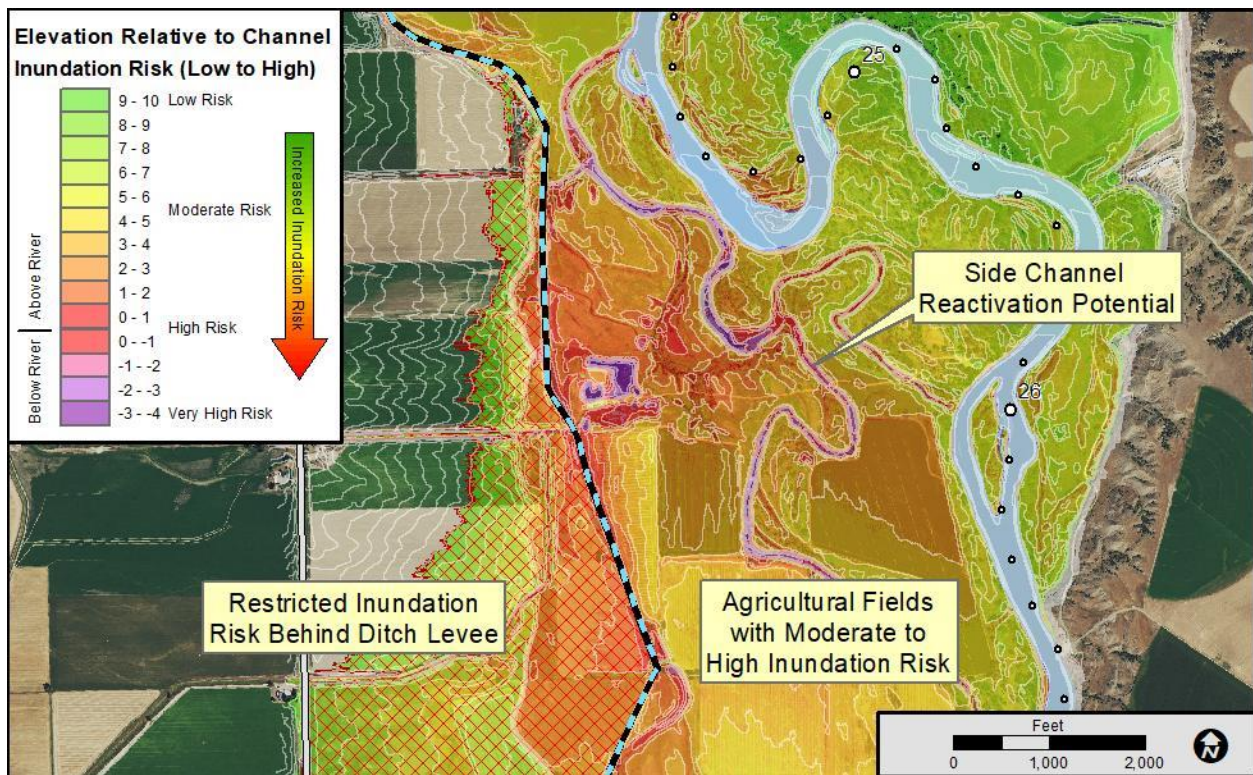 Elevation Relative to Channel
Inundation Risk (Low to High)
9 - 10 Low Risk
8 - 9
7 - 8
6 - 7
5 - 6
Moderate Risk
4 - 5
3 - 4
2 - 3
1 - 2
0 - 1
High Risk
0 - -1
-1 - -2
-2 - -3
-3 - -4 Very High Risk
Above River
Below River
Increased Inundation Risk
25
Side Channel
Reactivation Potential
26
Restricted Inundation
Risk Behind Ditch Levee
Agricultural Fields
with Moderate to
High Inundation Risk
Feet
0 1,000 2,000
N